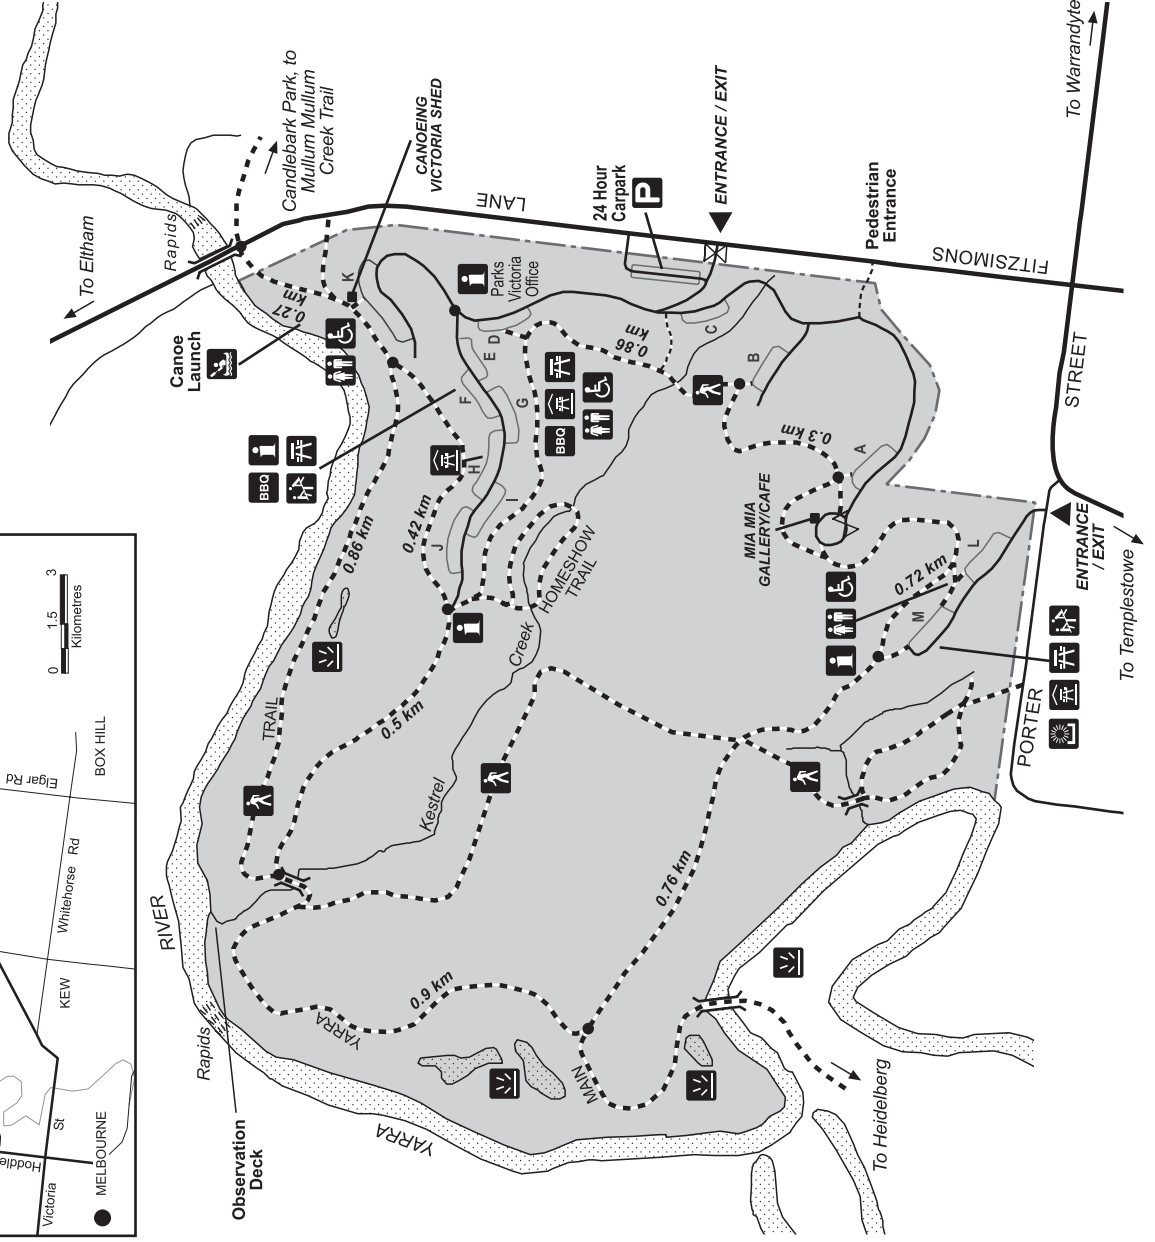 To Eltham
Rapids
Candlebark Park, to
Mullum Mullum
Creek Trail
CANOEING
VICTORIA SHED
LANE
24 Hour
Carpark
P
ENTRANCE / EXIT
Pedestrian
Entrance
FITZSIMONS
To Warrandyte
STREET
0.27
km
K
Canoe
Launch
Parks
Victoria
Office
D
E
F
G
H
I
J
C
B
A
0.86
km
BBQ
BBQ
0.3 km
MIA MIA
GALLERY/CAFE
0.42 km
0.86 km
HOMESHOW
TRAIL
Creek
Kestrel
TRAIL
0.5 km
0.72 km
L
M
ENTRANCE
/ EXIT
To Templestowe
PORTER
0.76 km
0.9 km
YARRA
MAIN
RIVER
Rapids
YARRA
Observation
Deck
To Heidelberg
0
1.5
3
Kilometres
BOX HILL
Elgar Rd
Whitehorse
Rd
KEW
St
Victoria
Hoddle
MELBOURNE